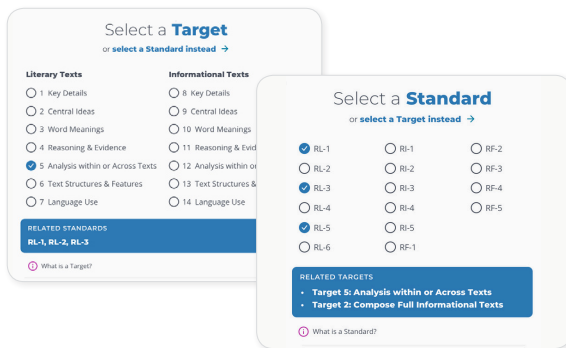 Select a Target
or select a Standard instead →
Literary Texts
1 Key Details
2 Central Ideas
3 Word Meanings
4 Reasoning & Evidence
5 Analysis within or Across Texts
6 Text Structures & Features
7 Language Use
Informational Texts
8 Key Details
9 Central Ideas
10 Word Meanings
11 Reasoning & Evid
12 Analysis within or
13 Text Structures &
14 Language Use
RELATED STANDARDS
RL-1, RL-2, RL-3
What is a Target?
Select a Standard
or select a Target instead →
RL-1
RL-2
RL-3
RL-4
RL-5
RL-6
RI-1
RI-2
RI-3
RI-4
RI-5
RF-1
RF-2
RF-3
RF-4
RF-5
RELATED TARGETS
• Target 5: Analysis within or Across Texts
• Target 2: Compose Full Informational Texts
What is a Standard?